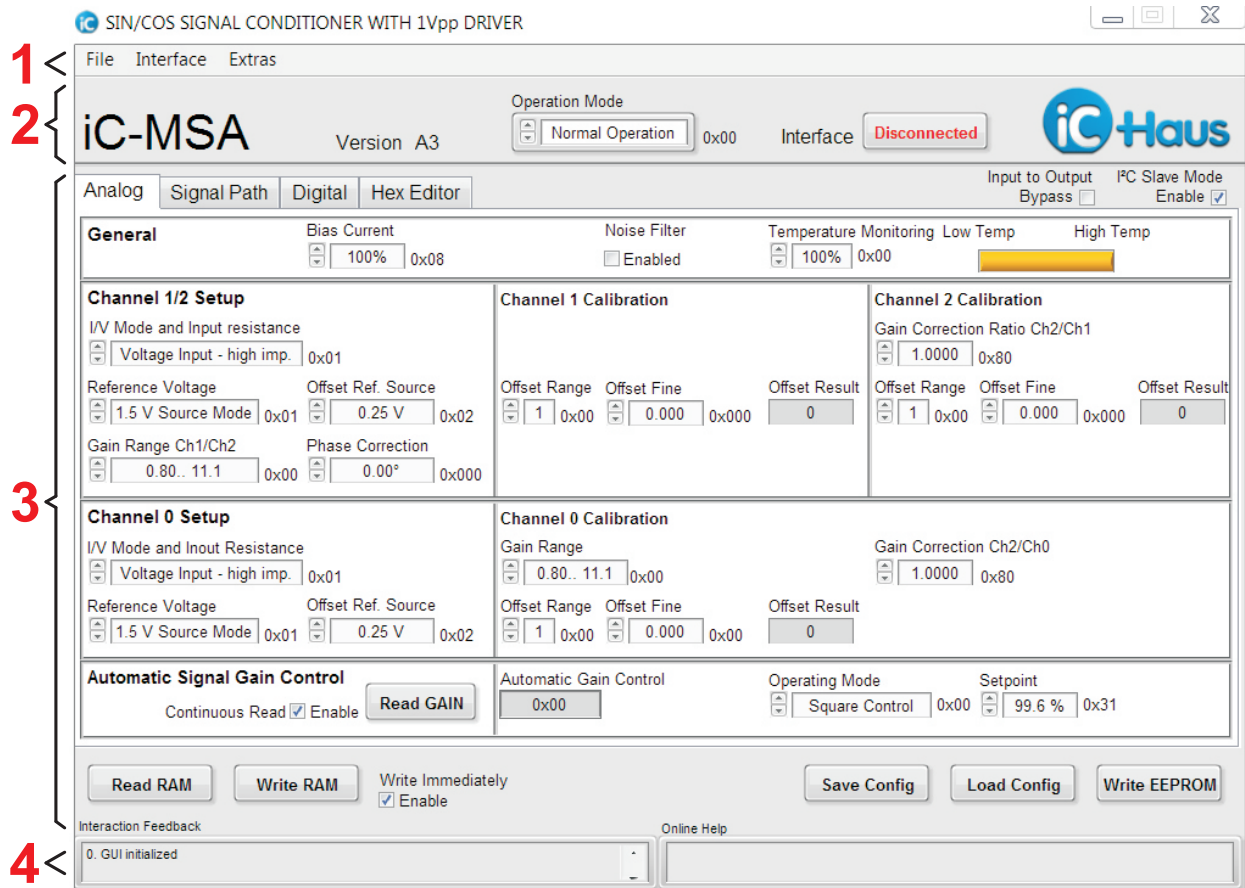 SIN/COS SIGNAL CONDITIONER WITH 1Vpp DRIVER
1
File Interface Extras
2
iC-MSA
Version A3
Operation Mode
Normal Operation 0x00
Interface Disconnected
iC Haus
3
Analog Signal Path Digital Hex Editor
Input to Output
Bypass
I²C Slave Mode
Enable
General
Bias Current
100% 0x08
Noise Filter
Enabled
Temperature Monitoring Low Temp High Temp
100% 0x00
Channel 1/2 Setup
I/V Mode and Input resistance
Voltage Input - high imp. 0x01
Reference Voltage Offset Ref. Source
1.5 V Source Mode 0x01 0.25 V 0x02
Gain Range Ch1/Ch2 Phase Correction
0.80.. 11.1 0x00 0.00° 0x000
Channel 1 Calibration
Offset Range Offset Fine Offset Result
1 0x00 0.000 0x000 0
Channel 2 Calibration
Gain Correction Ratio Ch2/Ch1
1.0000 0x80
Offset Range Offset Fine Offset Result
1 0x00 0.000 0x000 0
Channel 0 Setup
I/V Mode and Inout Resistance
Voltage Input - high imp. 0x01
Reference Voltage Offset Ref. Source
1.5 V Source Mode 0x01 0.25 V 0x02
Channel 0 Calibration
Gain Range Gain Correction Ch2/Ch0
0.80.. 11.1 0x00 1.0000 0x80
Offset Range Offset Fine Offset Result
1 0x00 0.000 0x00 0
Automatic Signal Gain Control
Continuous Read Enable Read GAIN
Automatic Gain Control
0x00
Operating Mode Setpoint
Square Control 0x00 99.6 % 0x31
Read RAM Write RAM
Write Immediately
Enable
Save Config Load Config Write EEPROM
4
Interaction Feedback
0. GUI initialized
Online Help